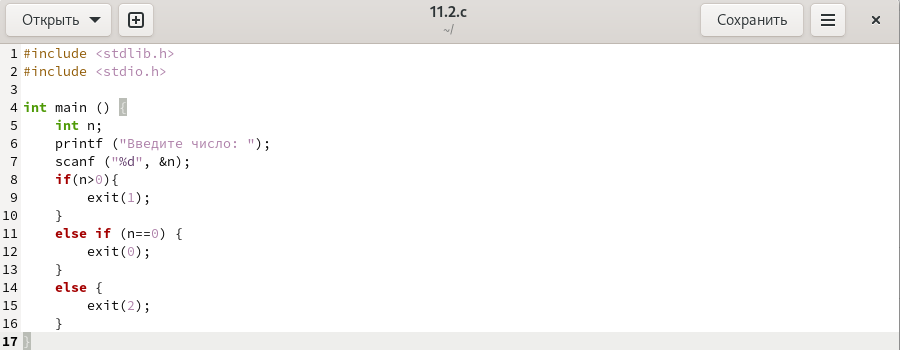 Открыть
11.2.c
~/
Сохранить
1 #include <stdlib.h>
2 #include <stdio.h>
3
4 int main () {
5     int n;
6     printf ("Введите число: ");
7     scanf ("%d", &n);
8     if(n>0){
9         exit(1);
10     }
11     else if (n==0) {
12         exit(0);
13     }
14     else {
15         exit(2);
16     }
17 }